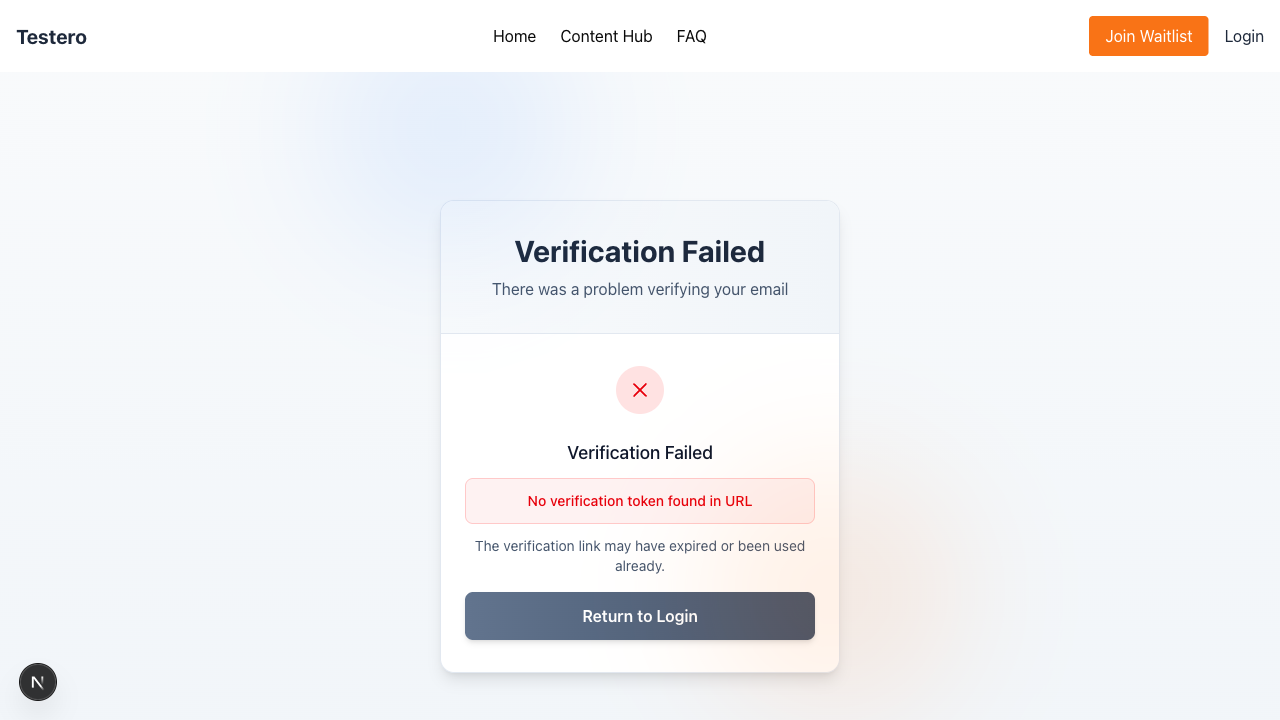 Testero
Home Content Hub FAQ
Join Waitlist Login
Verification Failed
There was a problem verifying your email
Verification Failed
No verification token found in URL
The verification link may have expired or been used
already.
Return to Login
N